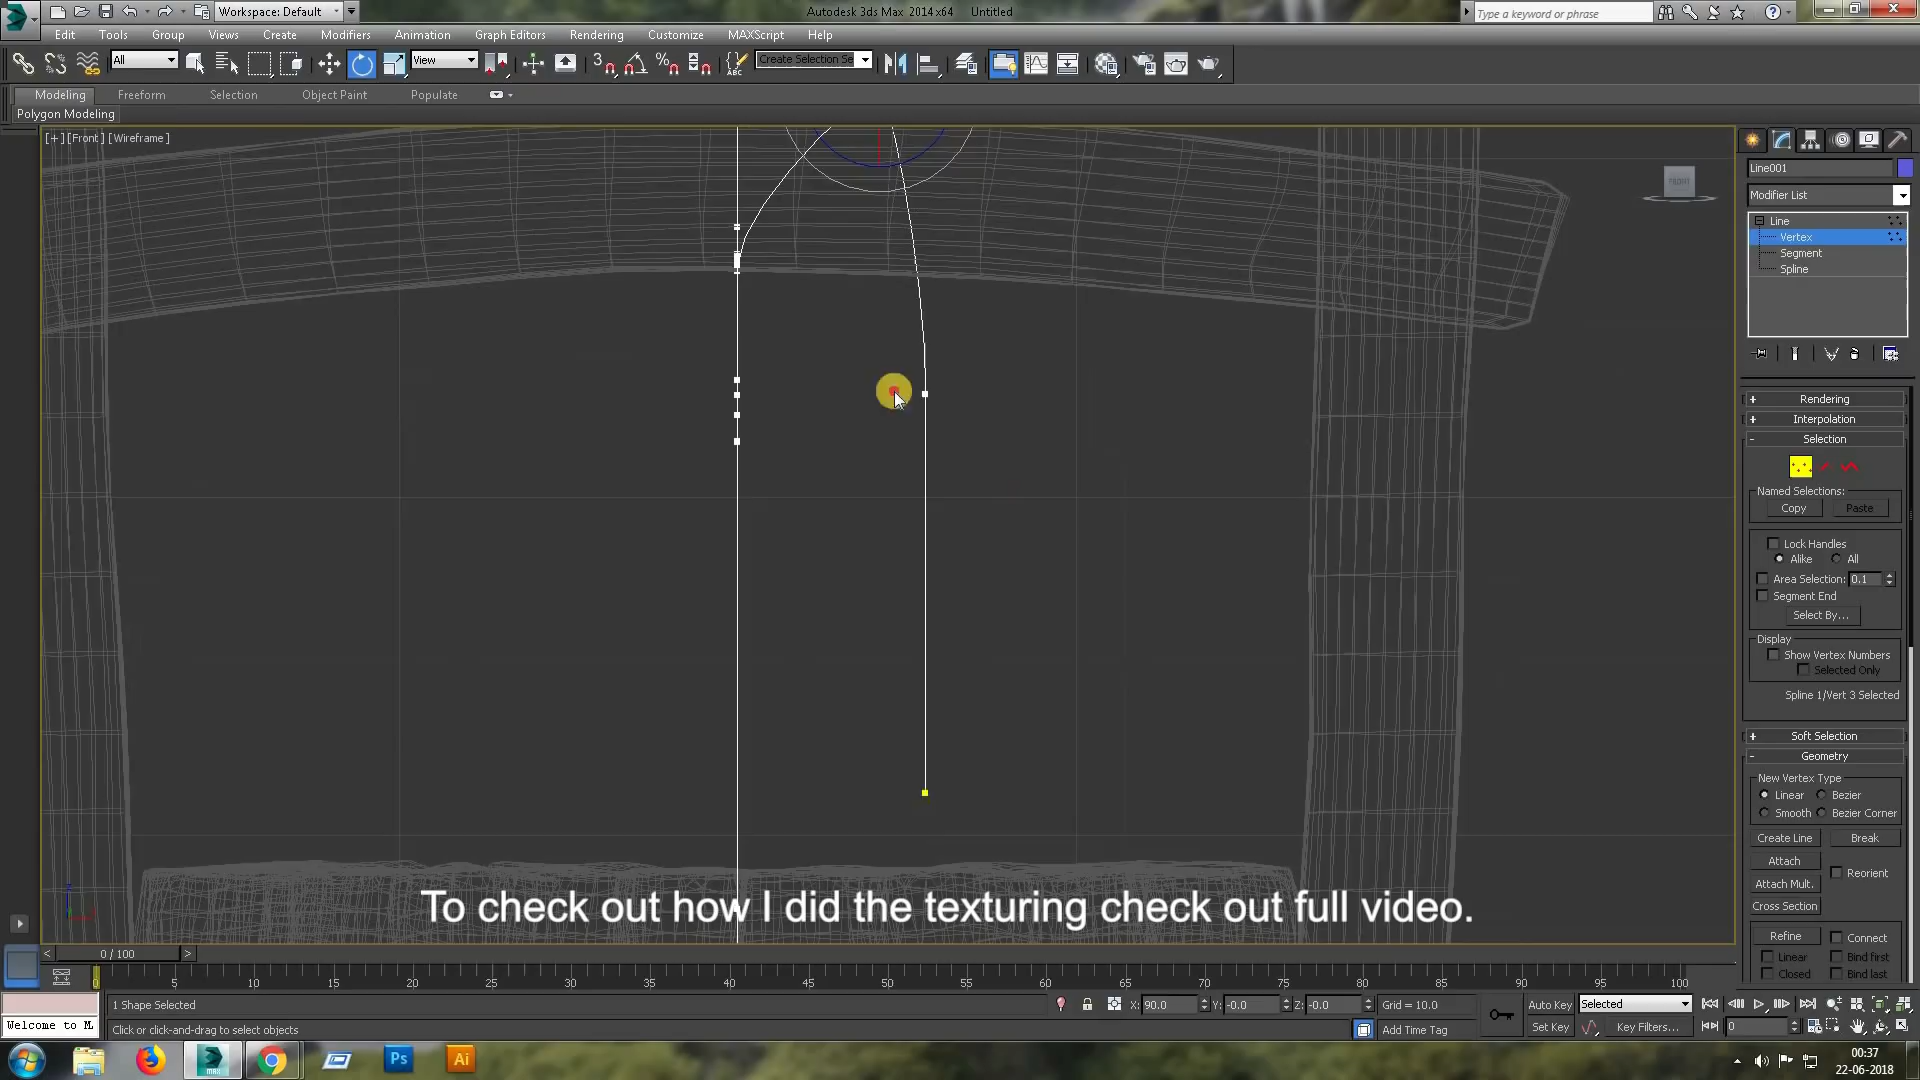 Workspace: Default
Autodesk 3ds Max 2014 x64 Untitled
Type a keyword or phrase
Edit Tools Group Views Create Modifiers Animation Graph Editors Rendering Customize MAXScript Help
All View Create Selection Se
Modeling Freeform Selection Object Paint Populate
Polygon Modeling
[+] [Front] [Wireframe]
FRONT
Line001
Modifier List
Line
Vertex
Segment
Spline
+ Rendering
+ Interpolation
- Selection
Named Selections:
Copy Paste
Lock Handles
Alike All
Area Selection: 0.1
Segment End
Select By...
Display
Show Vertex Numbers
Selected Only
Spline 1/Vert 3 Selected
+ Soft Selection
- Geometry
New Vertex Type
Linear Bezier
Smooth Bezier Corner
Create Line Break
Attach
Reorient
Attach Mult.
Cross Section
Refine Connect
Linear Bind first
Closed Bind last
To check out how I did the texturing check out full video.
< 0 / 100 >
5 10 15 20 25 30 35 40 45 50 55 60 65 70 75 80 85 90 95 100
1 Shape Selected
X: 90.0 Y: -0.0 Z: -0.0 Grid = 10.0
Auto Key Selected
Welcome to M
Click or click-and-drag to select objects
Add Time Tag
Set Key Key Filters... 0
MAX Ps Ai
00:37
22-06-2018